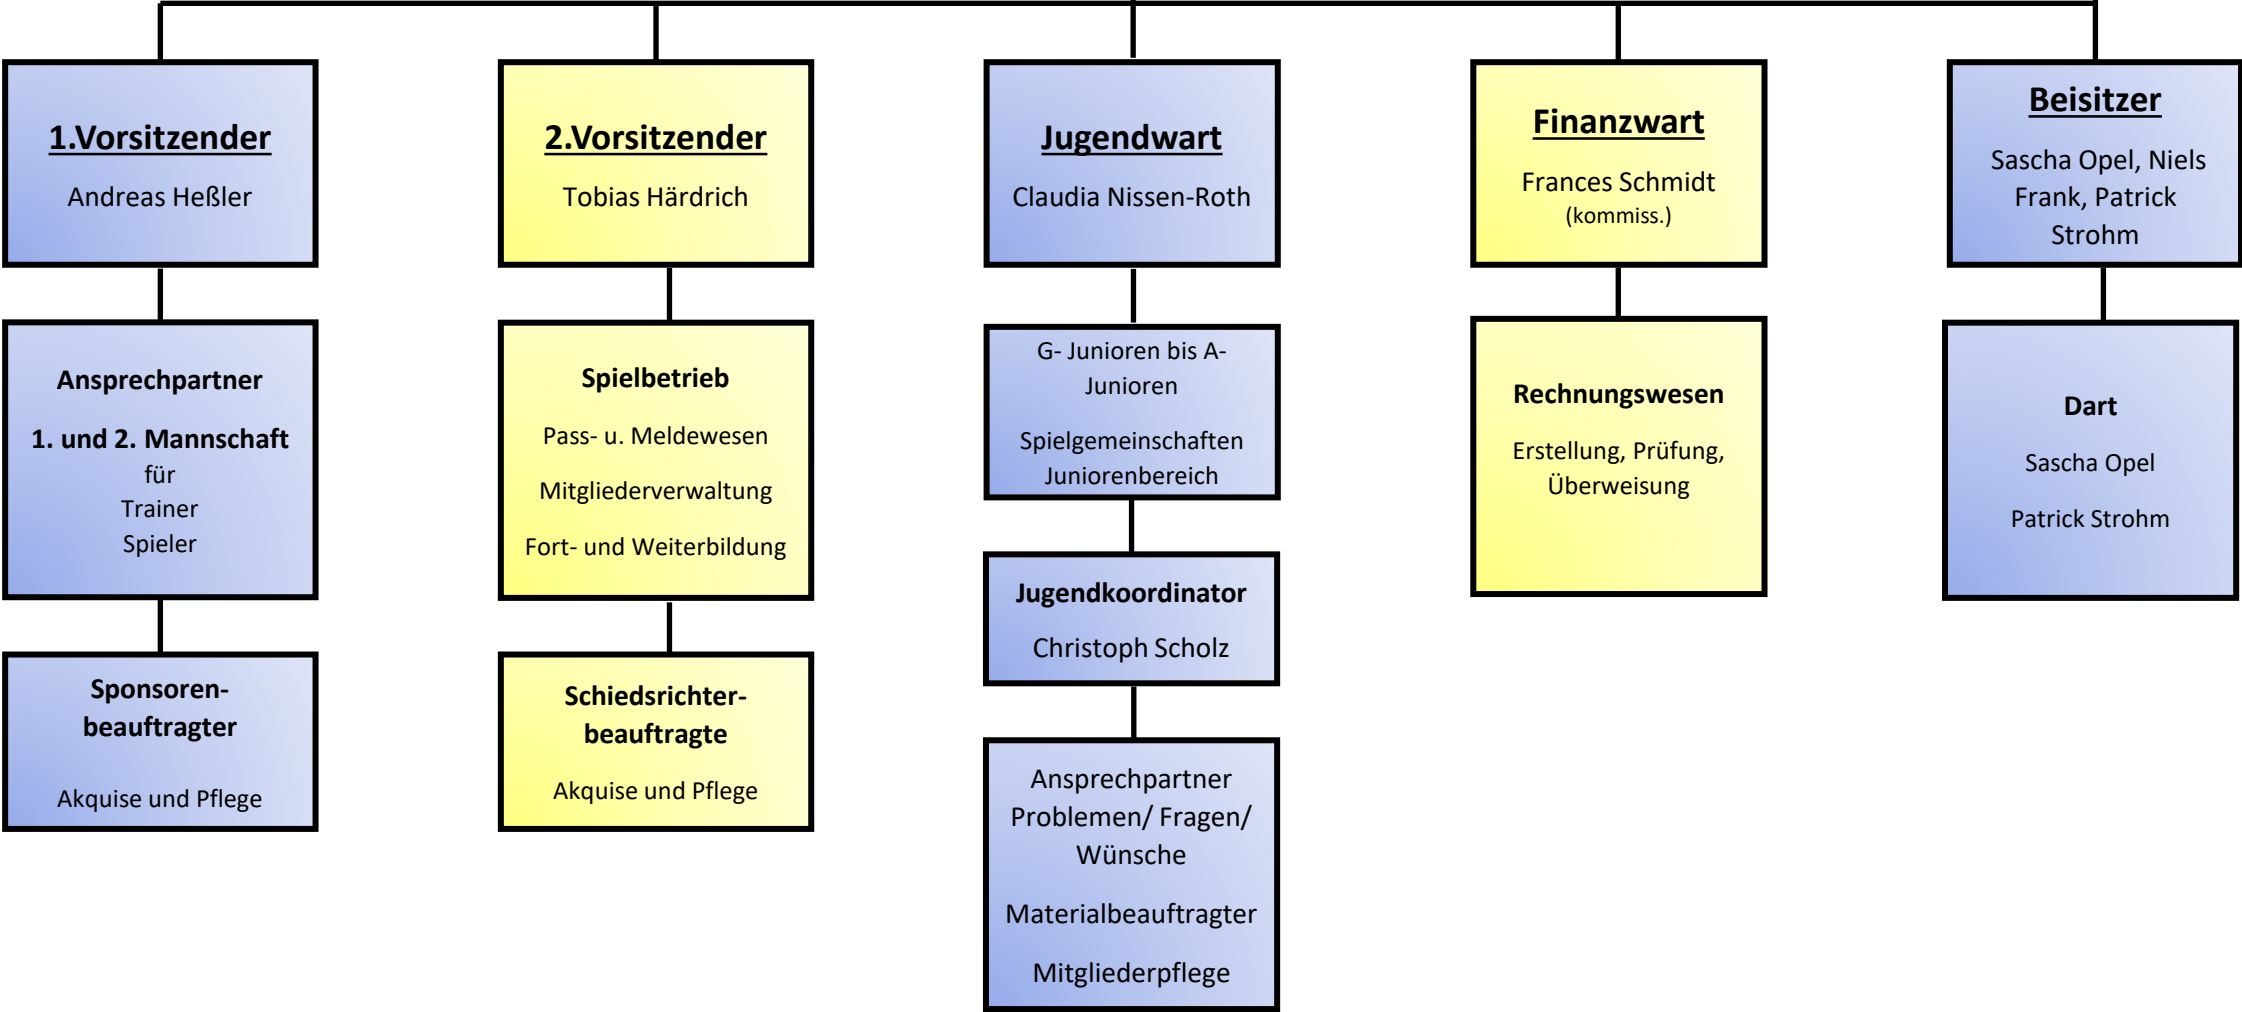 1.Vorsitzender
Andreas Heßler
Ansprechpartner
1. und 2. Mannschaft
für
Trainer
Spieler
Sponsoren-
beauftragter
Akquise und Pflege
2.Vorsitzender
Tobias Härdrich
Spielbetrieb
Pass- u. Meldewesen
Mitgliederverwaltung
Fort- und Weiterbildung
Schiedsrichter-
beauftragte
Akquise und Pflege
Jugendwart
Claudia Nissen-Roth
G- Junioren bis A-
Junioren
Spielgemeinschaften
Juniorenbereich
Jugendkoordinator
Christoph Scholz
Ansprechpartner
Problemen/ Fragen/
Wünsche
Materialbeauftragter
Mitgliederpflege
Finanzwart
Frances Schmidt
(kommiss.)
Rechnungswesen
Erstellung, Prüfung,
Überweisung
Beisitzer
Sascha Opel, Niels
Frank, Patrick
Strohm
Dart
Sascha Opel
Patrick Strohm